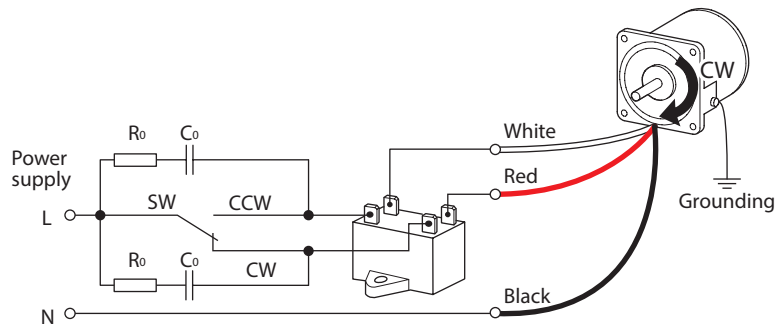 CW
R₀ C₀
White
Power
supply
Red
SW CCW
Grounding
L
R₀ C₀
CW
Black
N